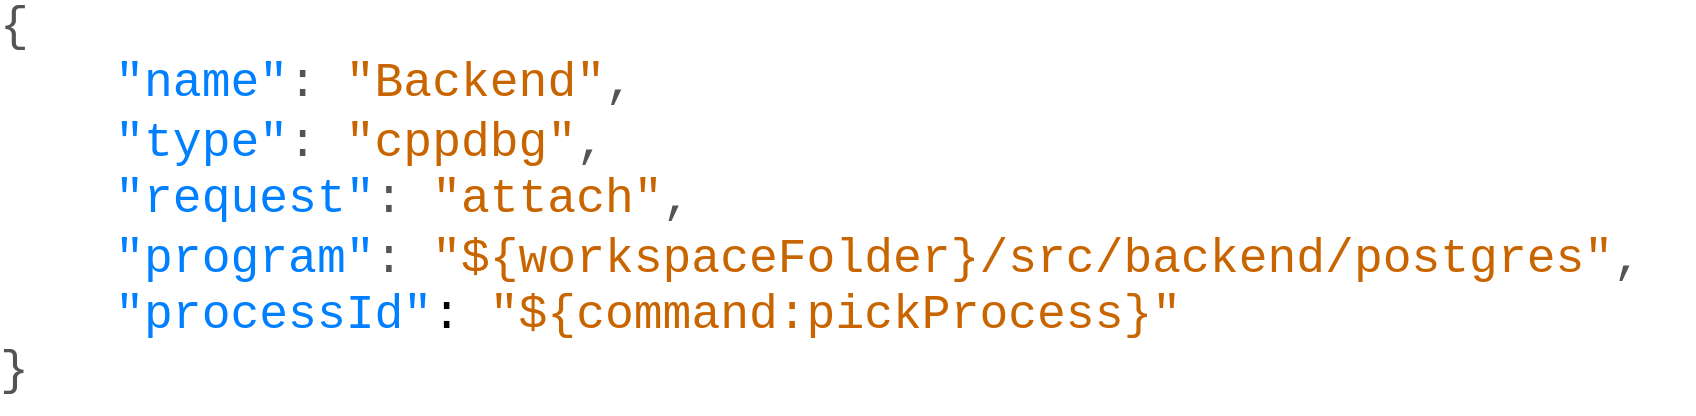 {
    "name": "Backend",
    "type": "cppdbg",
    "request": "attach",
    "program": "${workspaceFolder}/src/backend/postgres",
    "processId": "${command:pickProcess}"
}